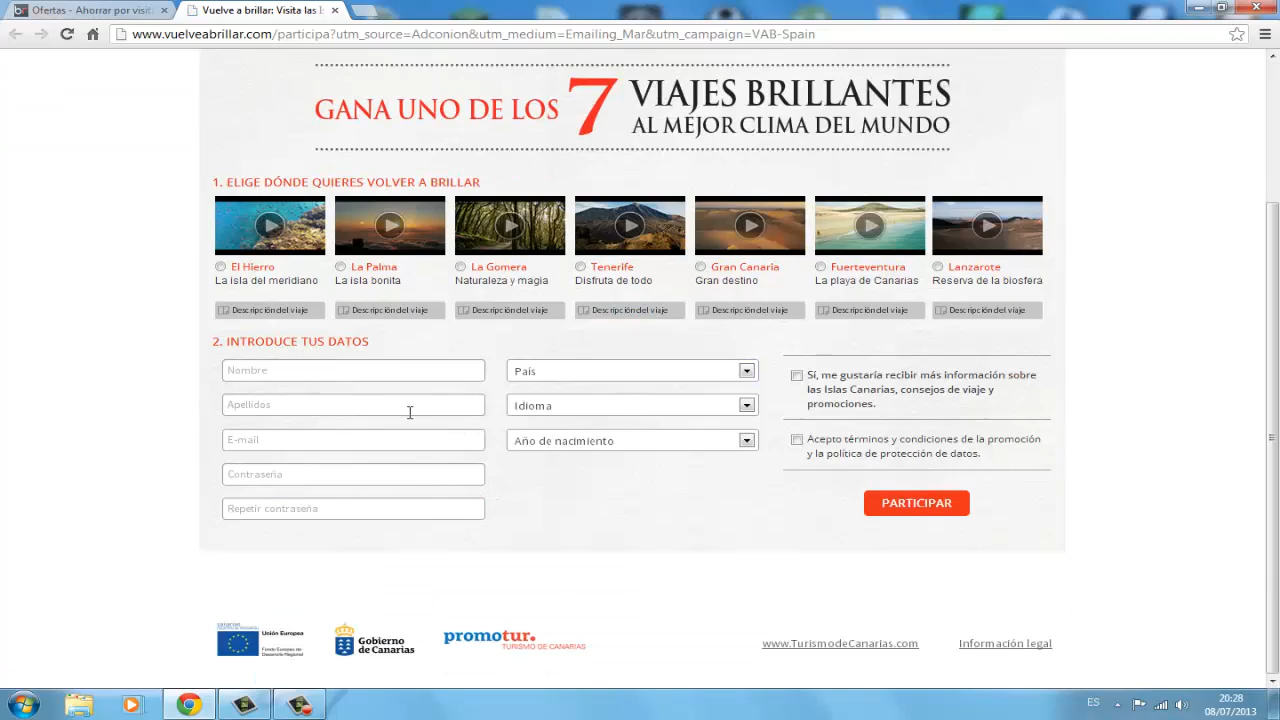 Ofertas - Ahorrar por visit
Vuelve a brillar: Visita las I
www.vuelveabrillar.com/participa?utm_source=Adconion&utm_medium=Emailing_Mar&utm_campaign=VAB-Spain
GANA UNO DE LOS 7 VIAJES BRILLANTES
AL MEJOR CLIMA DEL MUNDO
1. ELIGE DÓNDE QUIERES VOLVER A BRILLAR
El Hierro
La isla del meridiano
Descripción del viaje
La Palma
La isla bonita
Descripción del viaje
La Gomera
Naturaleza y magia
Descripción del viaje
Tenerife
Disfruta de todo
Descripción del viaje
Gran Canaria
Gran destino
Descripción del viaje
Fuerteventura
La playa de Canarias
Descripción del viaje
Lanzarote
Reserva de la biosfera
Descripción del viaje
2. INTRODUCE TUS DATOS
Nombre
Apellidos
E-mail
Contraseña
Repetir contraseña
País
Idioma
Año de nacimiento
Sí, me gustaría recibir más información sobre
las Islas Canarias, consejos de viaje y
promociones.
Acepto términos y condiciones de la promoción
y la política de protección de datos.
PARTICIPAR
Unión Europea
Fondo Europeo de
Desarrollo Regional
Gobierno
de Canarias
promotur.
TURISMO DE CANARIAS
www.TurismodeCanarias.com
Información legal
ES
20:28
08/07/2013